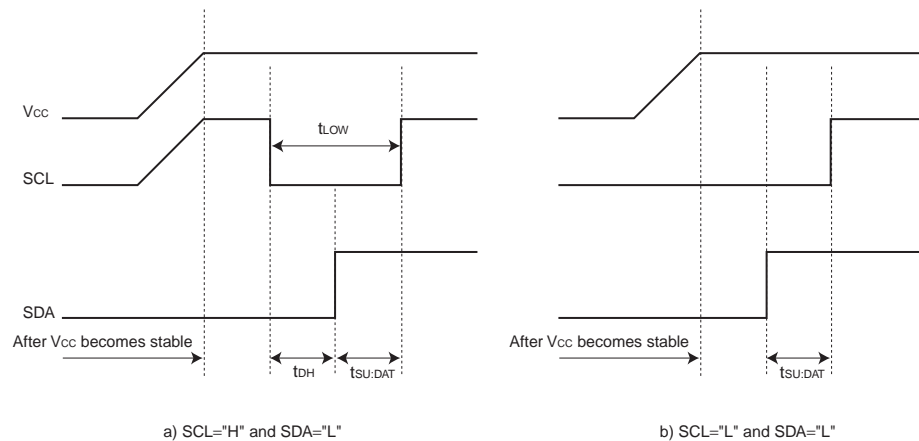 Vcc
tLOW
SCL
SDA
After Vcc becomes stable
tDH
tSU:DAT
After Vcc becomes stable
tSU:DAT
a) SCL="H" and SDA="L"
b) SCL="L" and SDA="L"